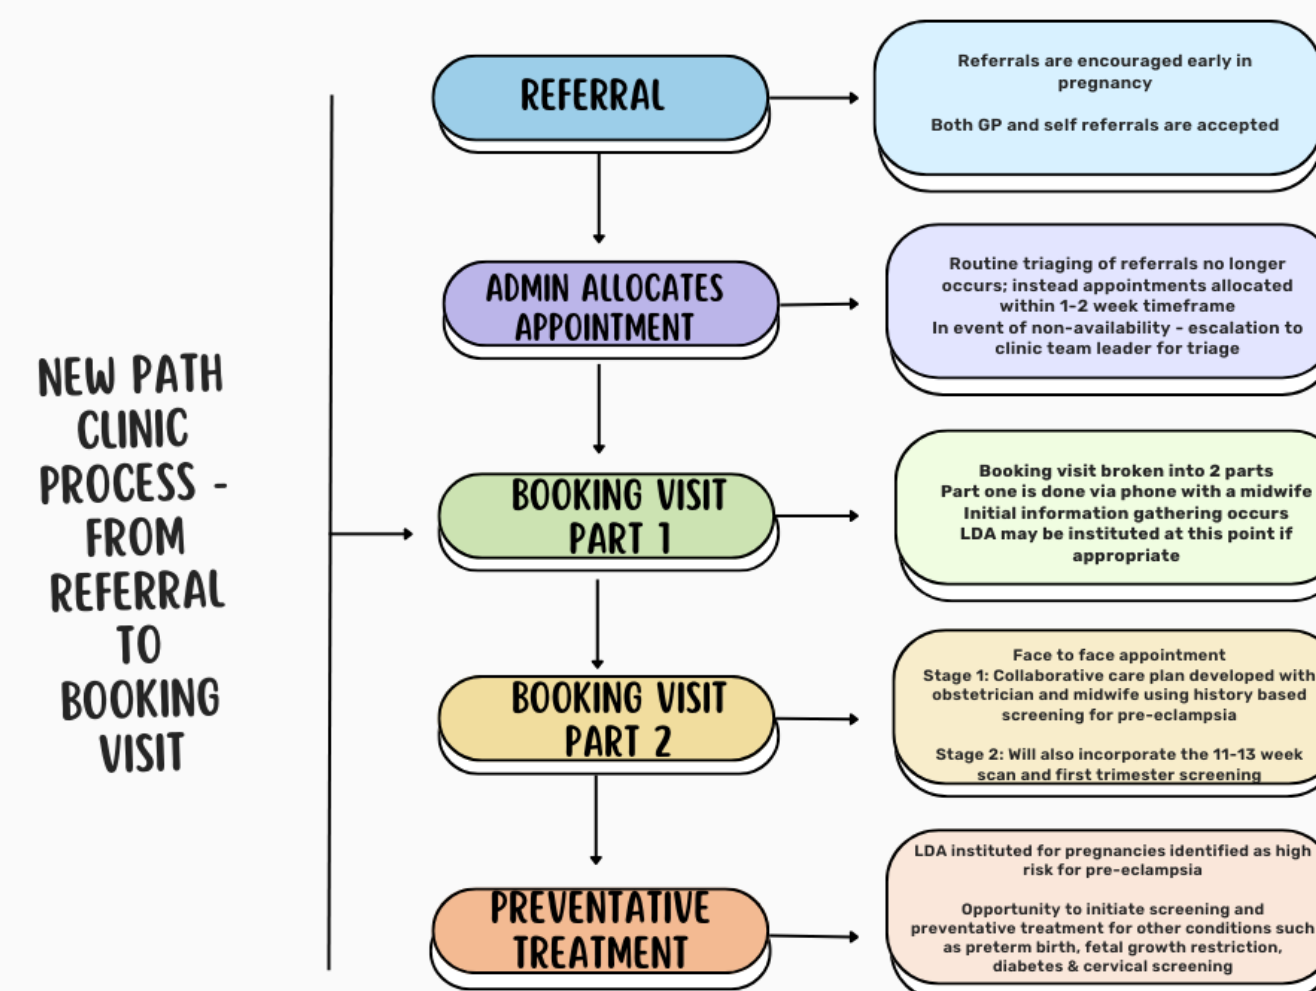 NEW PATH
CLINIC
PROCESS -
FROM
REFERRAL
TO
BOOKING
VISIT
REFERRAL
Referrals are encouraged early in
pregnancy
Both GP and self referrals are accepted
ADMIN ALLOCATES
APPOINTMENT
Routine triaging of referrals no longer
occurs; instead appointments allocated
within 1-2 week timeframe
In event of non-availability - escalation to
clinic team leader for triage
BOOKING VISIT
PART 1
Booking visit broken into 2 parts
Part one is done via phone with a midwife
Initial information gathering occurs
LDA may be instituted at this point if
appropriate
BOOKING VISIT
PART 2
Face to face appointment
Stage 1: Collaborative care plan developed with
obstetrician and midwife using history based
screening for pre-eclampsia
Stage 2: Will also incorporate the 11-13 week
scan and first trimester screening
PREVENTATIVE
TREATMENT
LDA instituted for pregnancies identified as high
risk for pre-eclampsia
Opportunity to initiate screening and
preventative treatment for other conditions such
as preterm birth, fetal growth restriction,
diabetes & cervical screening